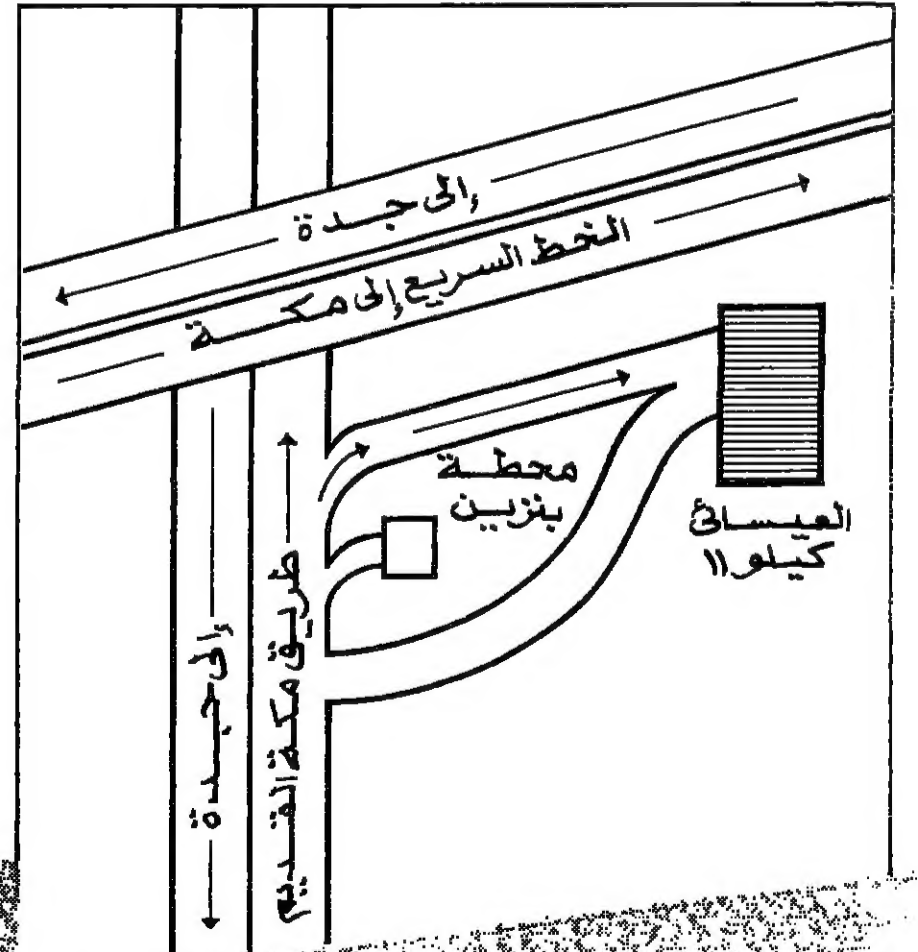 إلى جدة
الخط السريع إلى مكة
محطة
بنزين
العيسائي
كيلو ١١
طريق مكة القديم
إلى جدة